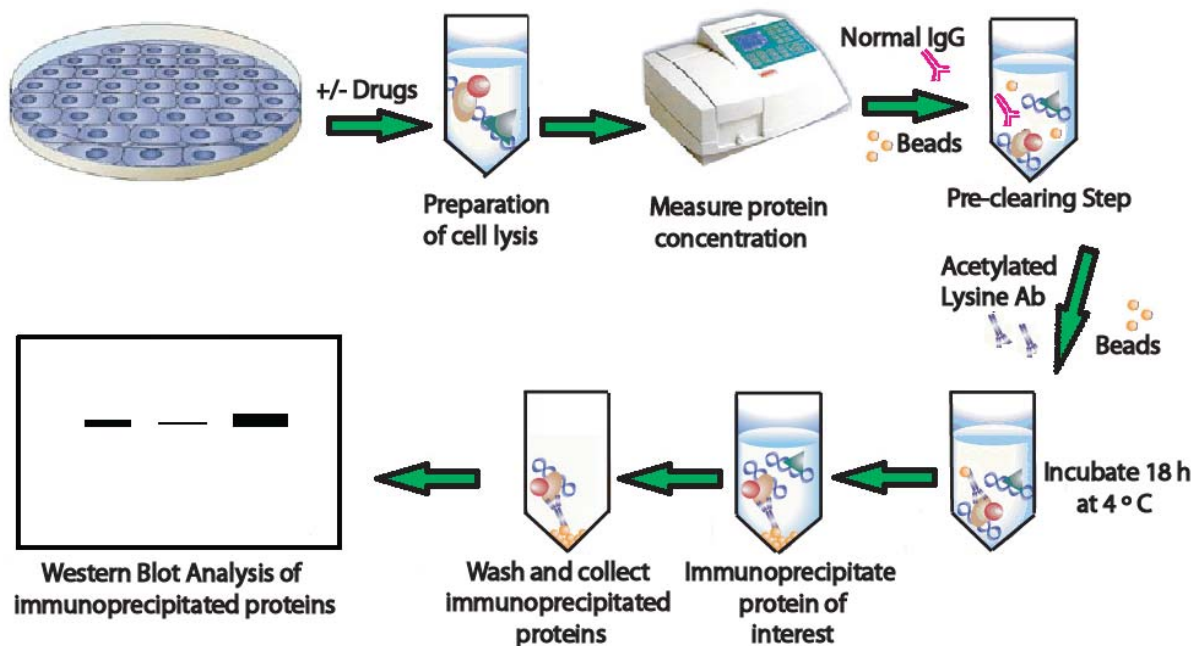 +/- Drugs
Preparation
of cell lysis
Measure protein
concentration
Normal IgG
Beads
Pre-clearing Step
Acetylated
Lysine Ab
Beads
Incubate 18 h
at 4 º C
Immunoprecipitate
protein of
interest
Wash and collect
immunoprecipitated
proteins
Western Blot Analysis of
immunoprecipitated proteins